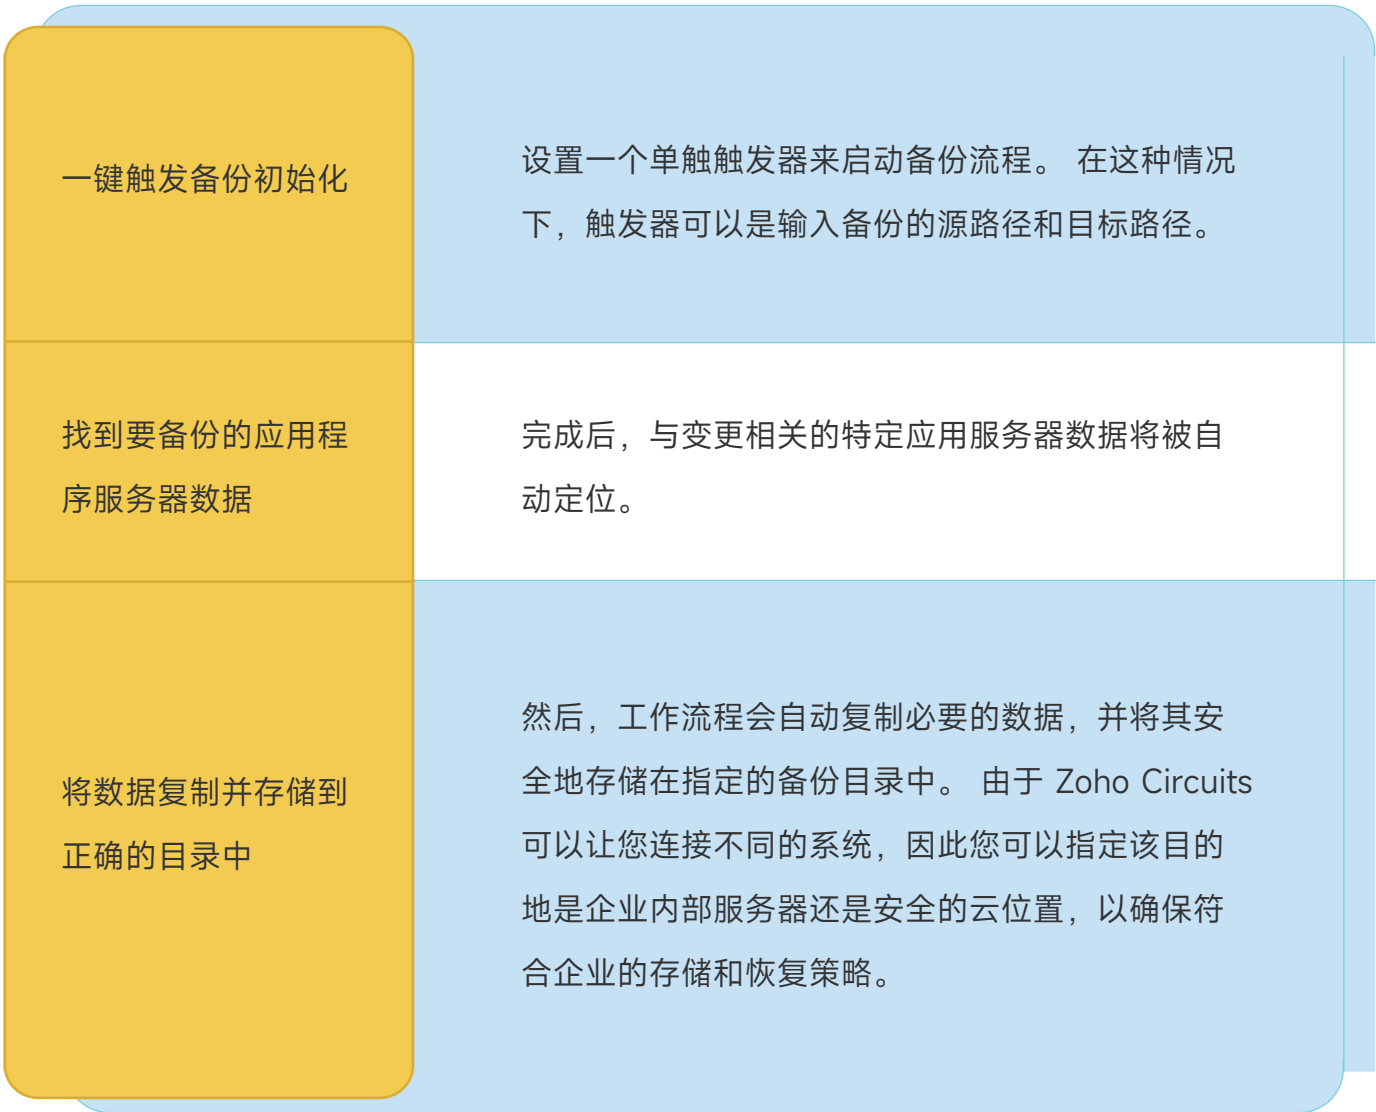 一键触发备份初始化
设置一个单触触发器来启动备份流程。 在这种情况
下，触发器可以是输入备份的源路径和目标路径。
找到要备份的应用程
序服务器数据
完成后，与变更相关的特定应用服务器数据将被自
动定位。
将数据复制并存储到
正确的目录中
然后，工作流程会自动复制必要的数据，并将其安
全地存储在指定的备份目录中。 由于 Zoho Circuits
可以让您连接不同的系统，因此您可以指定该目的
地是企业内部服务器还是安全的云位置，以确保符
合企业的存储和恢复策略。